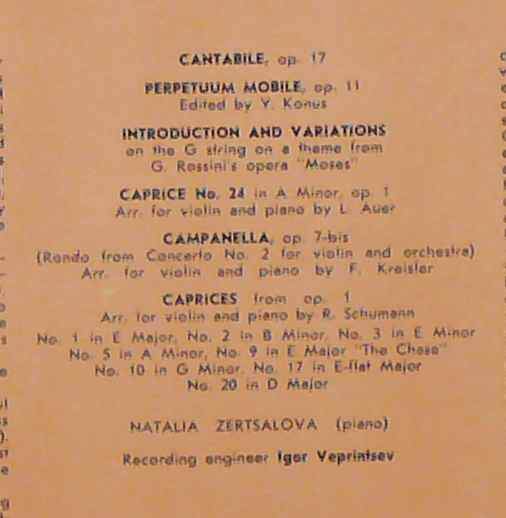 CANTABILE, op. 17
PERPETUUM MOBILE, op. 11
Edited by Y. Konus
INTRODUCTION AND VARIATIONS
on the G string on a theme from
G. Rossini's opera "Moses"
CAPRICE No. 24 in A Minor, op. 1
Arr. for violin and piano by L. Auer
CAMPANELLA, op. 7-bis
(Rondo from Concerto No. 2 for violin and orchestra)
Arr. for violin and piano by F. Kreisler
CAPRICES from op. 1
Arr. for violin and piano by R. Schumann
No. 1 in E Major, No. 2 in B Minor, No. 3 in E Minor
No. 5 in A Minor, No. 9 in E Major "The Chase"
No. 10 in G Minor, No. 17 in E-flat Major
No. 20 in D Major
NATALIA ZERTSALOVA (piano)
Recording engineer Igor Veprintsev